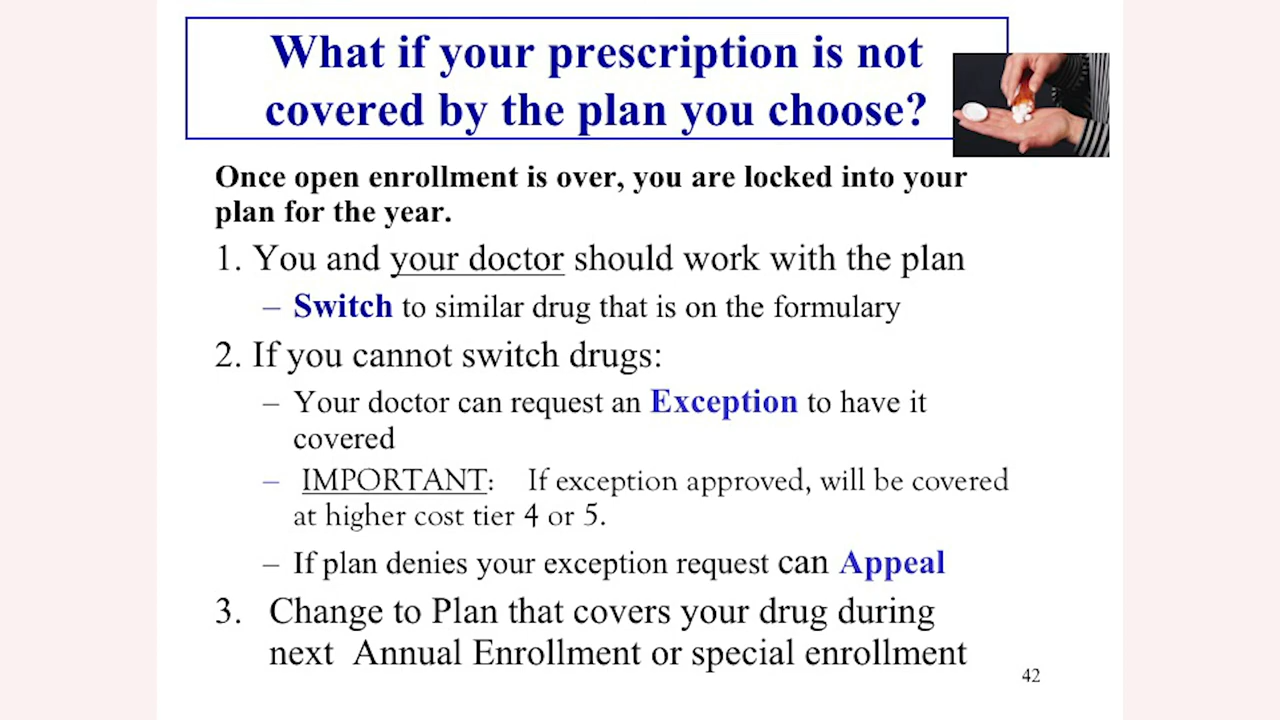 What if your prescription is not
covered by the plan you choose?
Once open enrollment is over, you are locked into your
plan for the year.
1. You and your doctor should work with the plan
– Switch to similar drug that is on the formulary
2. If you cannot switch drugs:
– Your doctor can request an Exception to have it
covered
– IMPORTANT: If exception approved, will be covered
at higher cost tier 4 or 5.
– If plan denies your exception request can Appeal
3. Change to Plan that covers your drug during
next Annual Enrollment or special enrollment
42